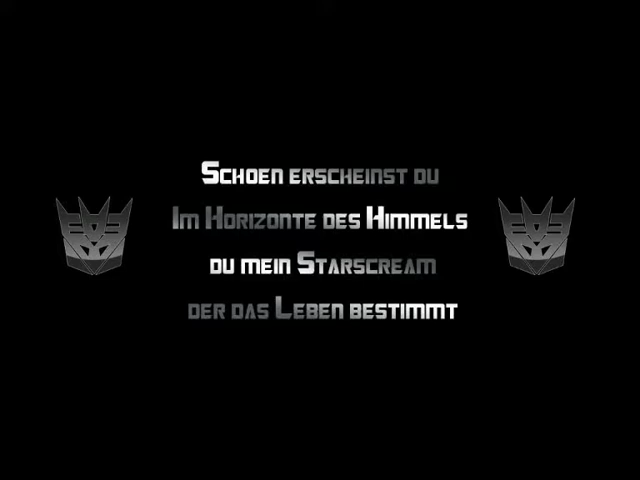 Schoen erscheinst du
Im Horizonte des Himmels
du mein Starscream
der das Leben bestimmt